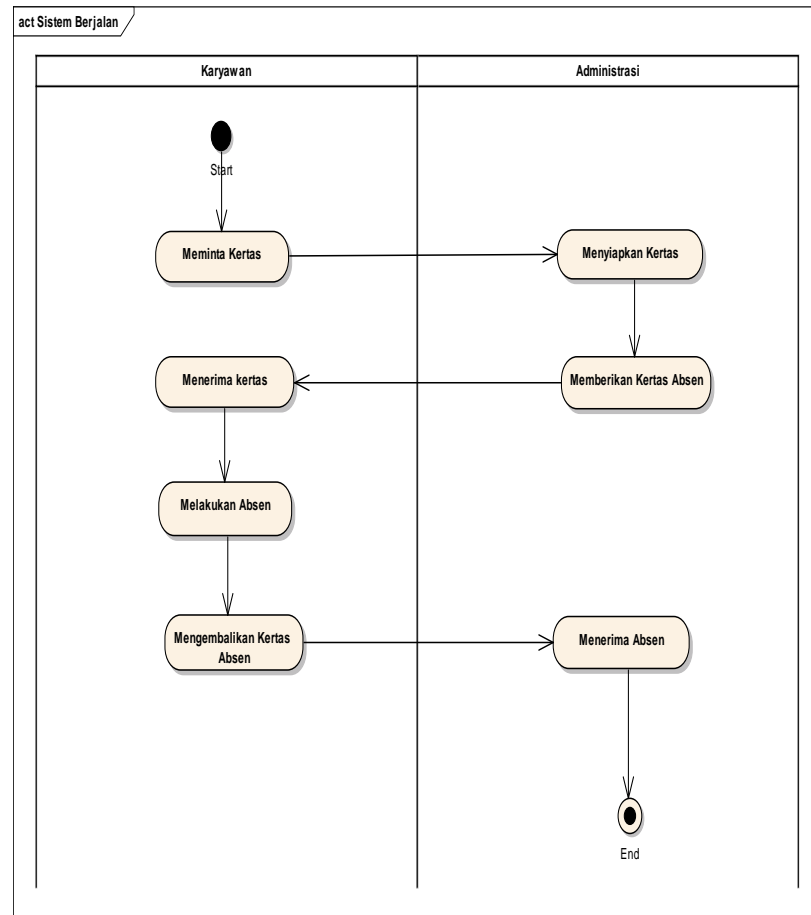 act Sistem Berjalan
Karyawan
Administrasi
Start
Meminta Kertas
Menyiapkan Kertas
Menerima kertas
Memberikan Kertas Absen
Melakukan Absen
Mengembalikan Kertas
Absen
Menerima Absen
End